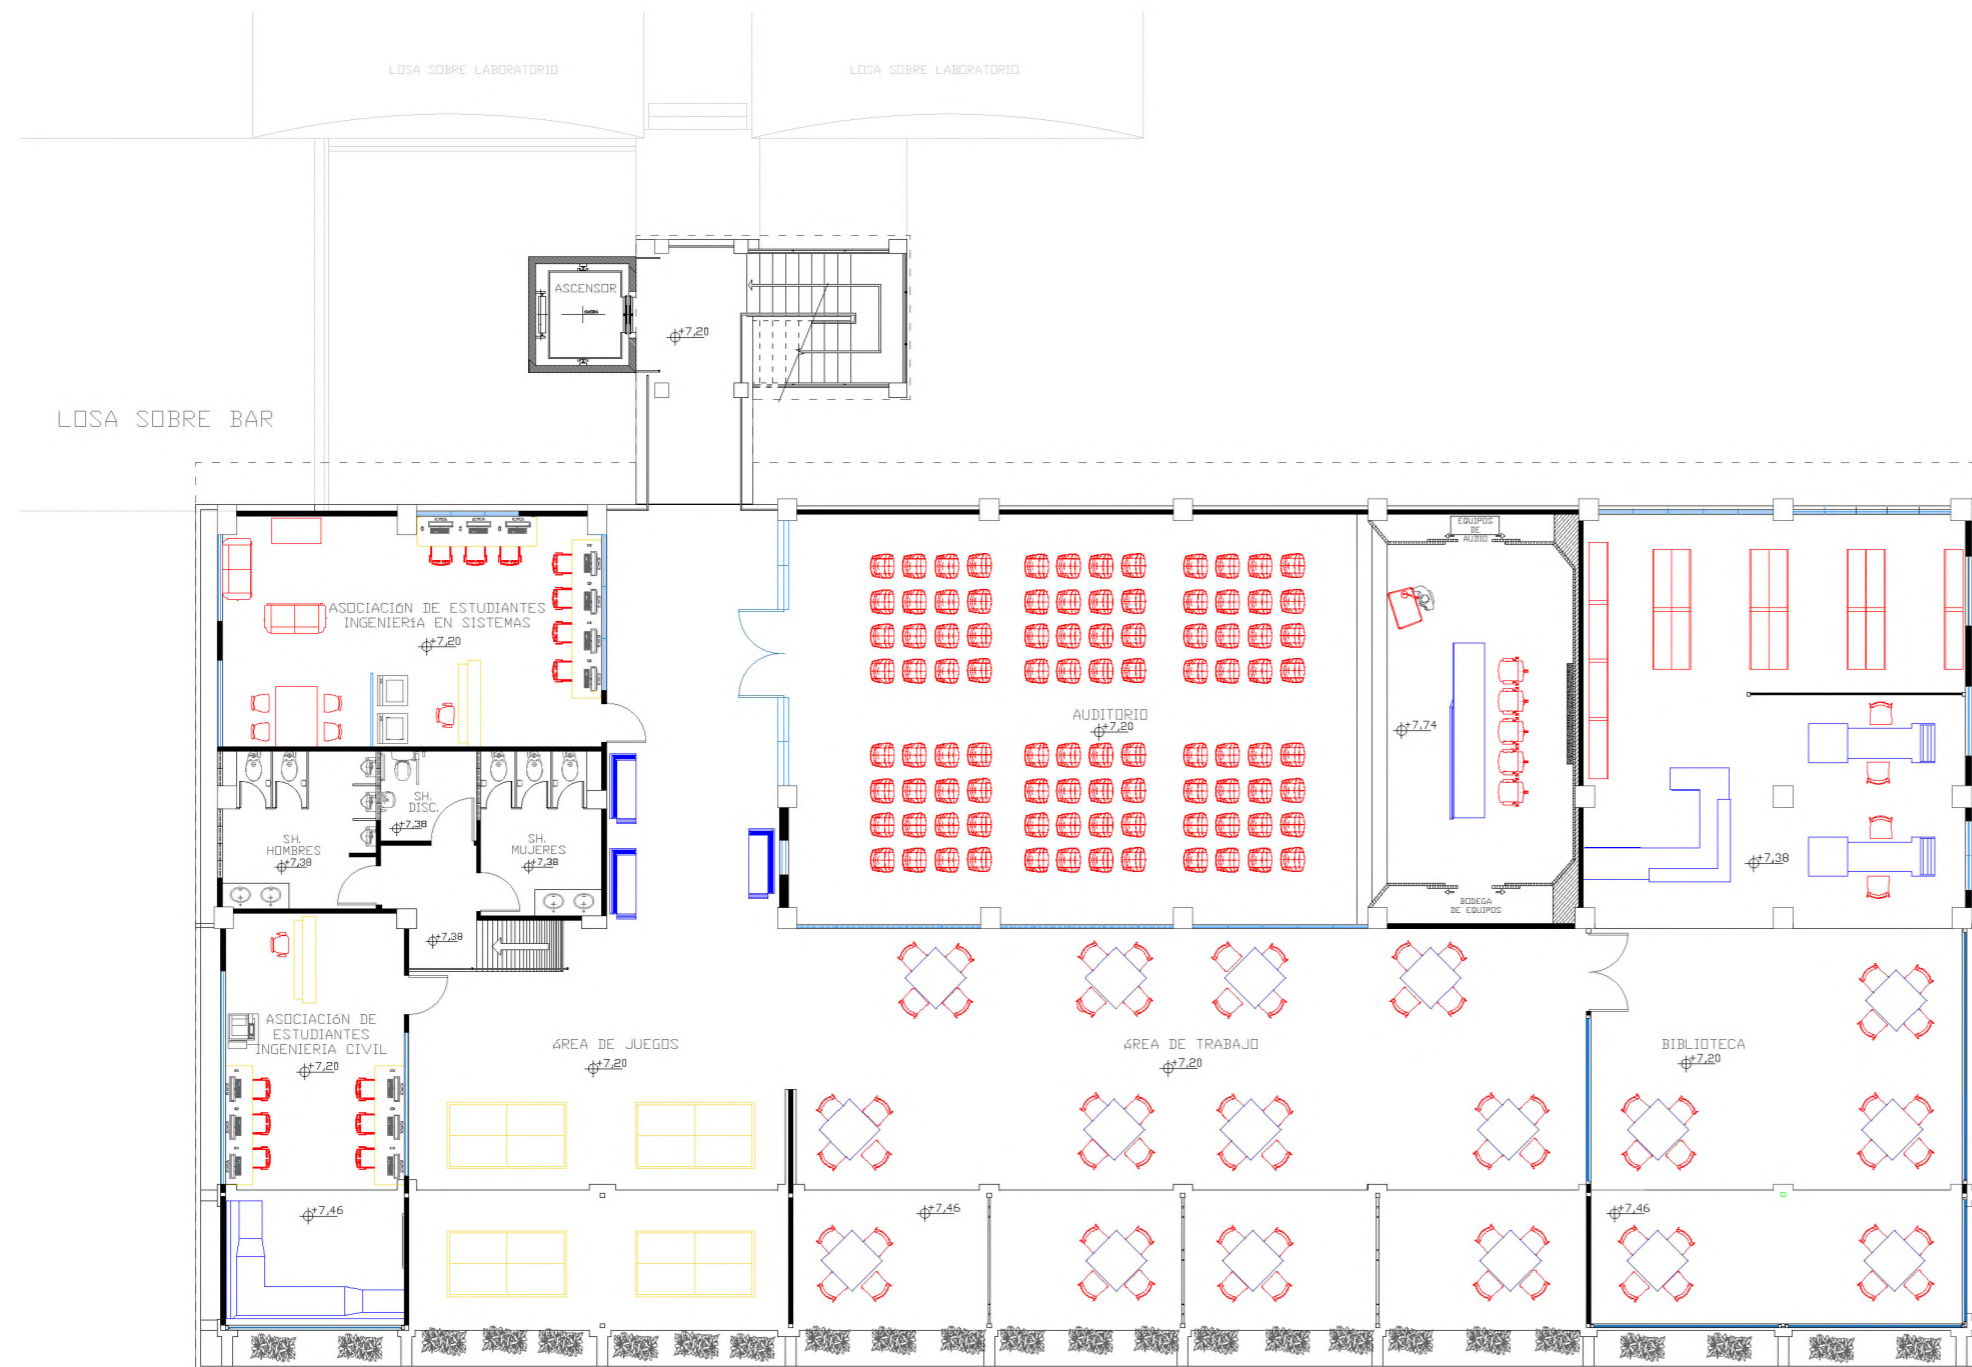 LOSA SOBRE LABORATORIO
LOSA SOBRE LABORATORIO
ASCENSOR
+7,20
LOSA SOBRE BAR
EQUIPOS
DE
AUDIO
ASOCIACIóN DE ESTUDIANTES
INGENIERíA EN SISTEMAS
+7,20
AUDITORIO
+7,20
+7,74
SH.
DISC.
+7,38
SH.
HOMBRES
+7,38
SH.
MUJERES
+7,38
+7,38
BODEGA
DE EQUIPOS
+7,38
ASOCIACIóN DE
ESTUDIANTES
INGENIERIA CIVIL
+7,20
áREA DE JUEGOS
+7,20
áREA DE TRABAJO
+7,20
BIBLIOTECA
+7,20
+7,46
+7,46
+7,46